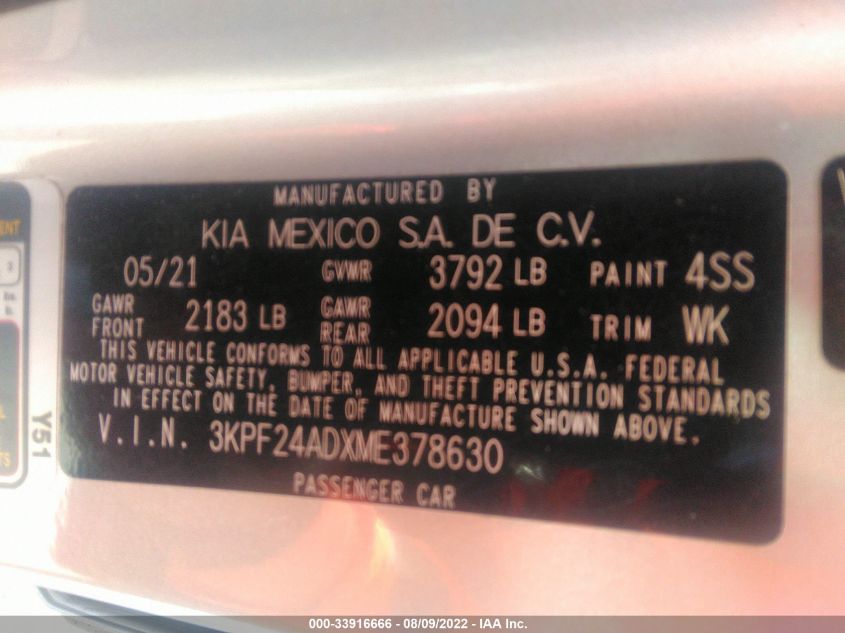 MANUFACTURED BY
KIA MEXICO S.A. DE C.V.
05/21 GVWR 3792 LB PAINT 4SS
GAWR FRONT 2183 LB GAWR REAR 2094 LB TRIM WK
THIS VEHICLE CONFORMS TO ALL APPLICABLE U.S.A. FEDERAL
MOTOR VEHICLE SAFETY, BUMPER, AND THEFT PREVENTION STANDARDS
IN EFFECT ON THE DATE OF MANUFACTURE SHOWN ABOVE.
V.I.N. 3KPF24ADXME378630
PASSENGER CAR
Y51
000-33916666 - 08/09/2022 - IAA Inc.